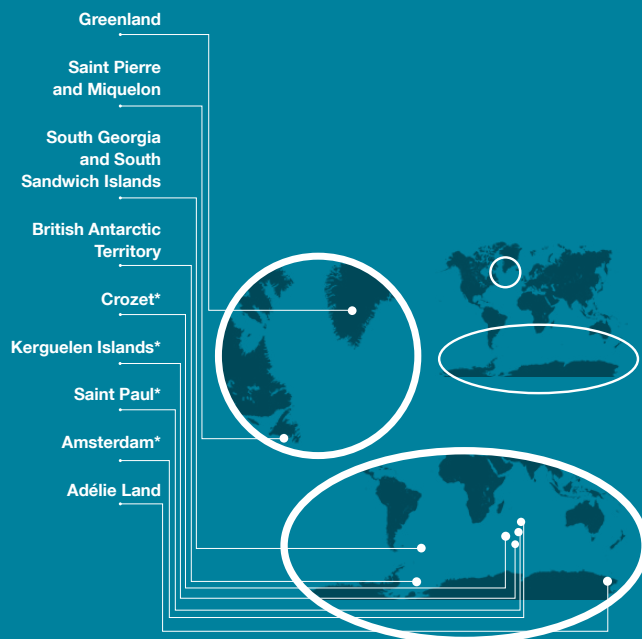 Greenland
Saint Pierre
and Miquelon
South Georgia
and South
Sandwich Islands
British Antarctic
Territory
Crozet*
Kerguelen Islands*
Saint Paul*
Amsterdam*
Adélie Land